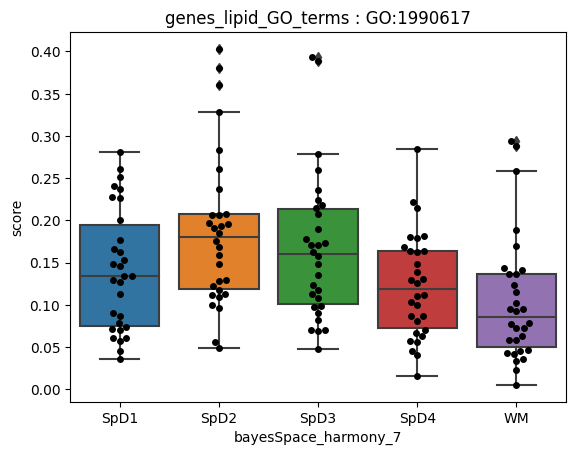 genes_lipid_GO_terms : GO:1990617
0.40
0.35
0.30
0.25
0.20
0.15
0.10
0.05
0.00
score
SpD1 SpD2 SpD3 SpD4 WM
bayesSpace_harmony_7